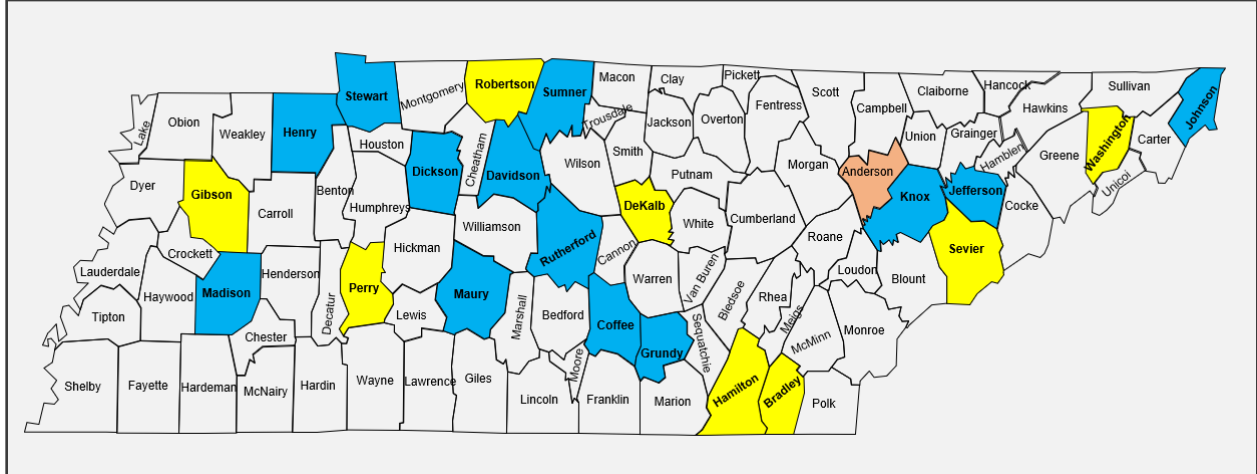 Stewart
Montgomery
Robertson
Sumner
Macon
Clay
Pickett
Scott
Campbell
Claiborne
Hancock
Hawkins
Sullivan
Johnson
Lake
Obion
Weakley
Henry
Houston
Cheatham
Davidson
Trousdale
Jackson
Overton
Fentress
Union
Grainger
Hamblen
Greene
Washington
Carter
Unicoi
Dyer
Gibson
Carroll
Benton
Humphreys
Dickson
Wilson
Smith
Putnam
Morgan
Anderson
Knox
Jefferson
Cocke
Crockett
Hickman
Williamson
Rutherford
DeKalb
White
Cumberland
Roane
Loudon
Blount
Sevier
Lauderdale
Haywood
Madison
Henderson
Decatur
Perry
Lewis
Maury
Marshall
Bedford
Cannon
Warren
Van Buren
Bledsoe
Rhea
Meigs
McMinn
Monroe
Tipton
Chester
Coffee
Grundy
Sequatchie
Shelby
Fayette
Hardeman
McNairy
Hardin
Wayne
Lawrence
Giles
Lincoln
Moore
Franklin
Marion
Hamilton
Bradley
Polk